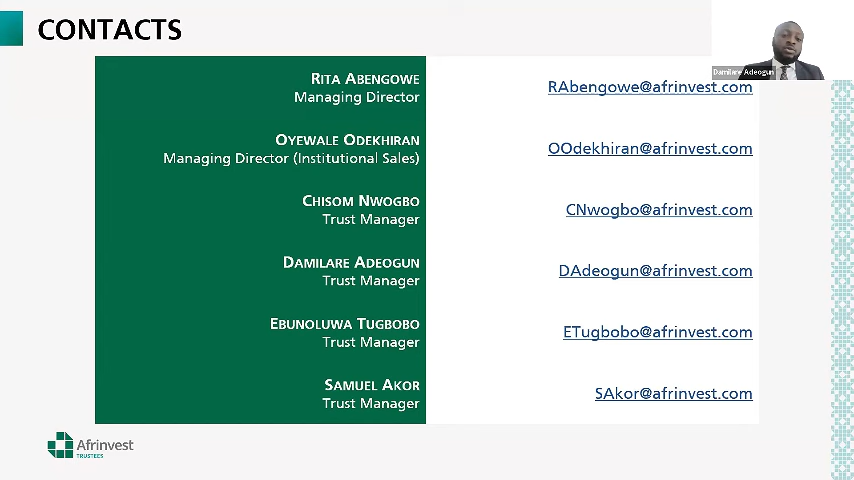 CONTACTS
Damilare Adeogun
RITA ABENGOWE
Managing Director
RAbengowe@afrinvest.com
OYEWALE ODEKHIRAN
Managing Director (Institutional Sales)
OOdekhiran@afrinvest.com
CHISOM NWOGBO
Trust Manager
CNwogbo@afrinvest.com
DAMILARE ADEOGUN
Trust Manager
DAdeogun@afrinvest.com
EBUNOLUWA TUGBOBO
Trust Manager
ETugbobo@afrinvest.com
SAMUEL AKOR
Trust Manager
SAkor@afrinvest.com
Afrinvest
TRUSTEES